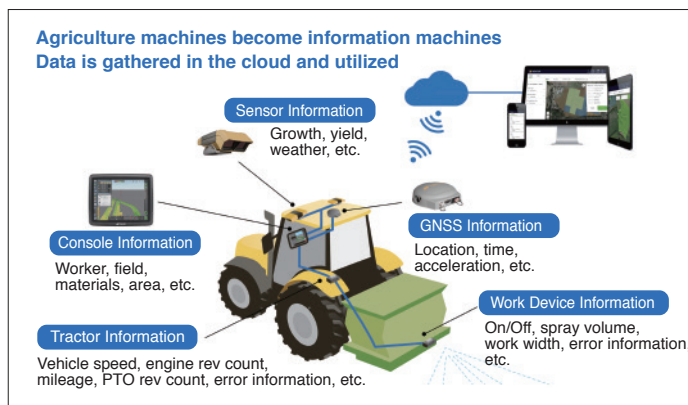 Agriculture machines become information machines
Data is gathered in the cloud and utilized
Sensor Information
Growth, yield,
weather, etc.
Console Information
Worker, field,
materials, area, etc.
GNSS Information
Location, time,
acceleration, etc.
Tractor Information
Vehicle speed, engine rev count,
mileage, PTO rev count, error information, etc.
Work Device Information
On/Off, spray volume,
work width, error information,
etc.